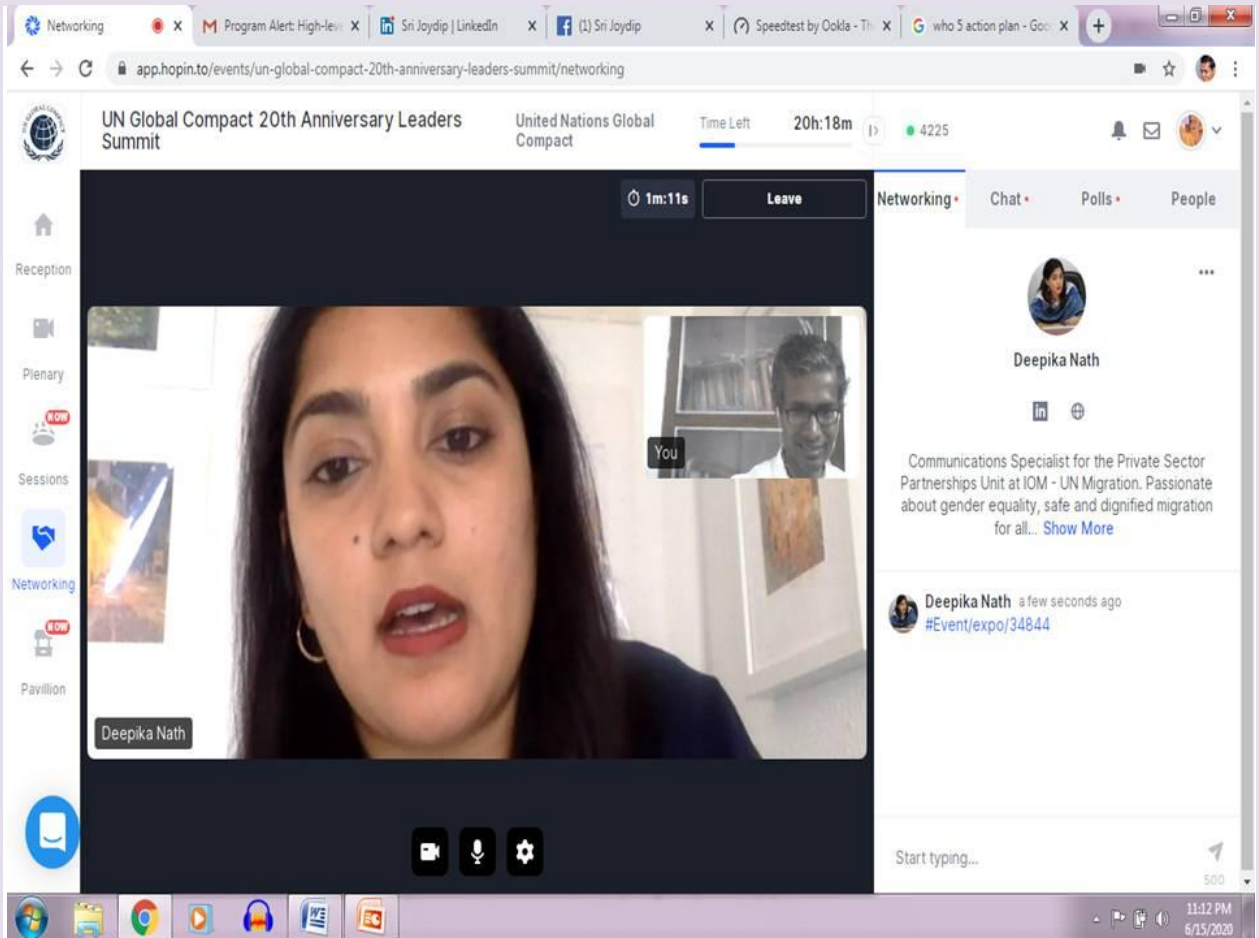 Networking
Program Alert: High-leve
Sri Joydip | LinkedIn
(1) Sri Joydip
Speedtest by Ookla - Th
who 5 action plan - Goo
app.hopin.to/events/un-global-compact-20th-anniversary-leaders-summit/networking
UN Global Compact 20th Anniversary Leaders
Summit
United Nations Global
Compact
Time Left
20h:18m
4225
1m:11s
Leave
Networking
Chat
Polls
People
Reception
Plenary
NOW
Sessions
Networking
NOW
Pavillion
You
Deepika Nath
Deepika Nath
in
Communications Specialist for the Private Sector
Partnerships Unit at IOM - UN Migration. Passionate
about gender equality, safe and dignified migration
for all... Show More
Deepika Nath a few seconds ago
#Event/expo/34844
Start typing...
500
11:12 PM
6/15/2020